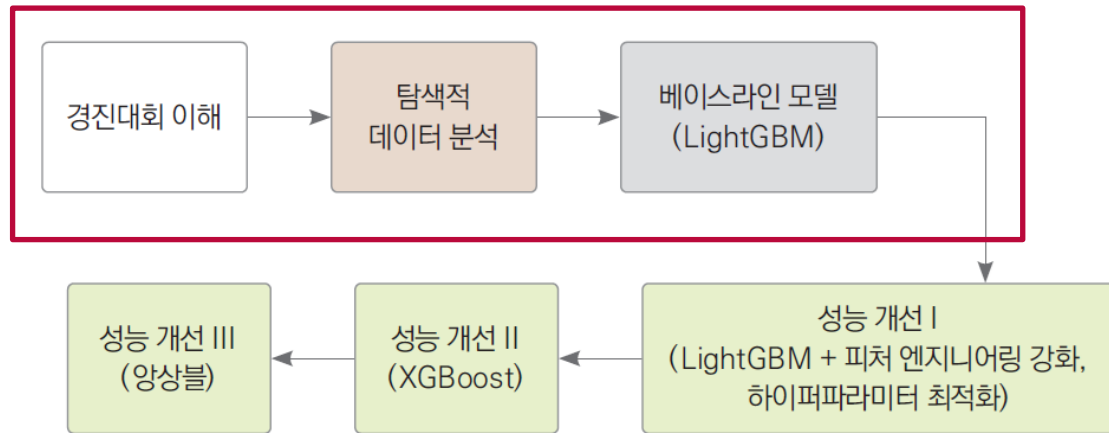 경진대회 이해
탐색적
데이터 분석
베이스라인 모델
(LightGBM)
성능 개선 I
(LightGBM + 피처 엔지니어링 강화,
하이퍼파라미터 최적화)
성능 개선 II
(XGBoost)
성능 개선 III
(앙상블)